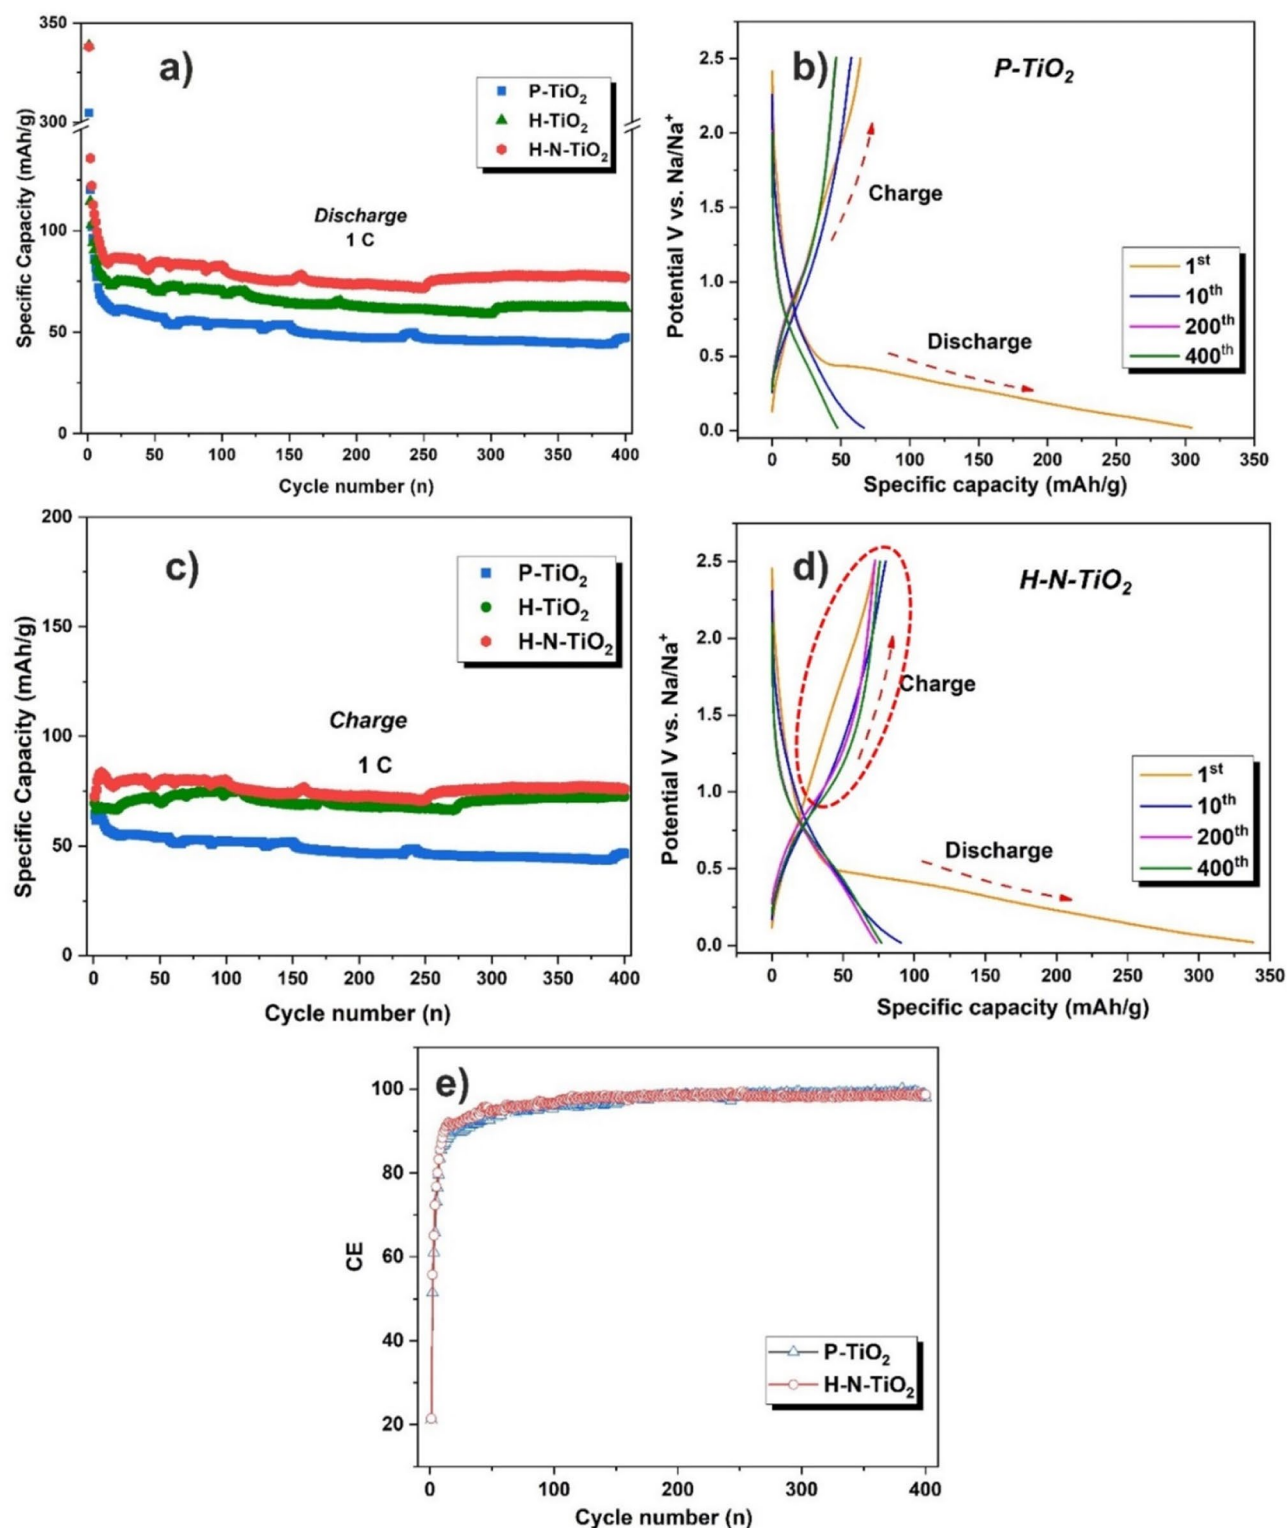 a)
Specific Capacity (mAh/g)
350
300
100
50
0
P-TiO₂
H-TiO₂
H-N-TiO₂
Discharge
1 C
0 50 100 150 200 250 300 350 400
Cycle number (n)
b)
P-TiO₂
Potential V vs. Na/Na⁺
2.5
2.0
1.5
1.0
0.5
0.0
Charge
Discharge
1ˢᵗ
10ᵗʰ
200ᵗʰ
400ᵗʰ
0 50 100 150 200 250 300 350
Specific capacity (mAh/g)
c)
Specific Capacity (mAh/g)
200
150
100
50
0
P-TiO₂
H-TiO₂
H-N-TiO₂
Charge
1 C
0 50 100 150 200 250 300 350 400
Cycle number (n)
d)
H-N-TiO₂
Potential V vs. Na/Na⁺
2.5
2.0
1.5
1.0
0.5
0.0
Charge
Discharge
1ˢᵗ
10ᵗʰ
200ᵗʰ
400ᵗʰ
0 50 100 150 200 250 300 350
Specific capacity (mAh/g)
e)
CE
100
80
60
40
20
P-TiO₂
H-N-TiO₂
0 100 200 300 400
Cycle number (n)